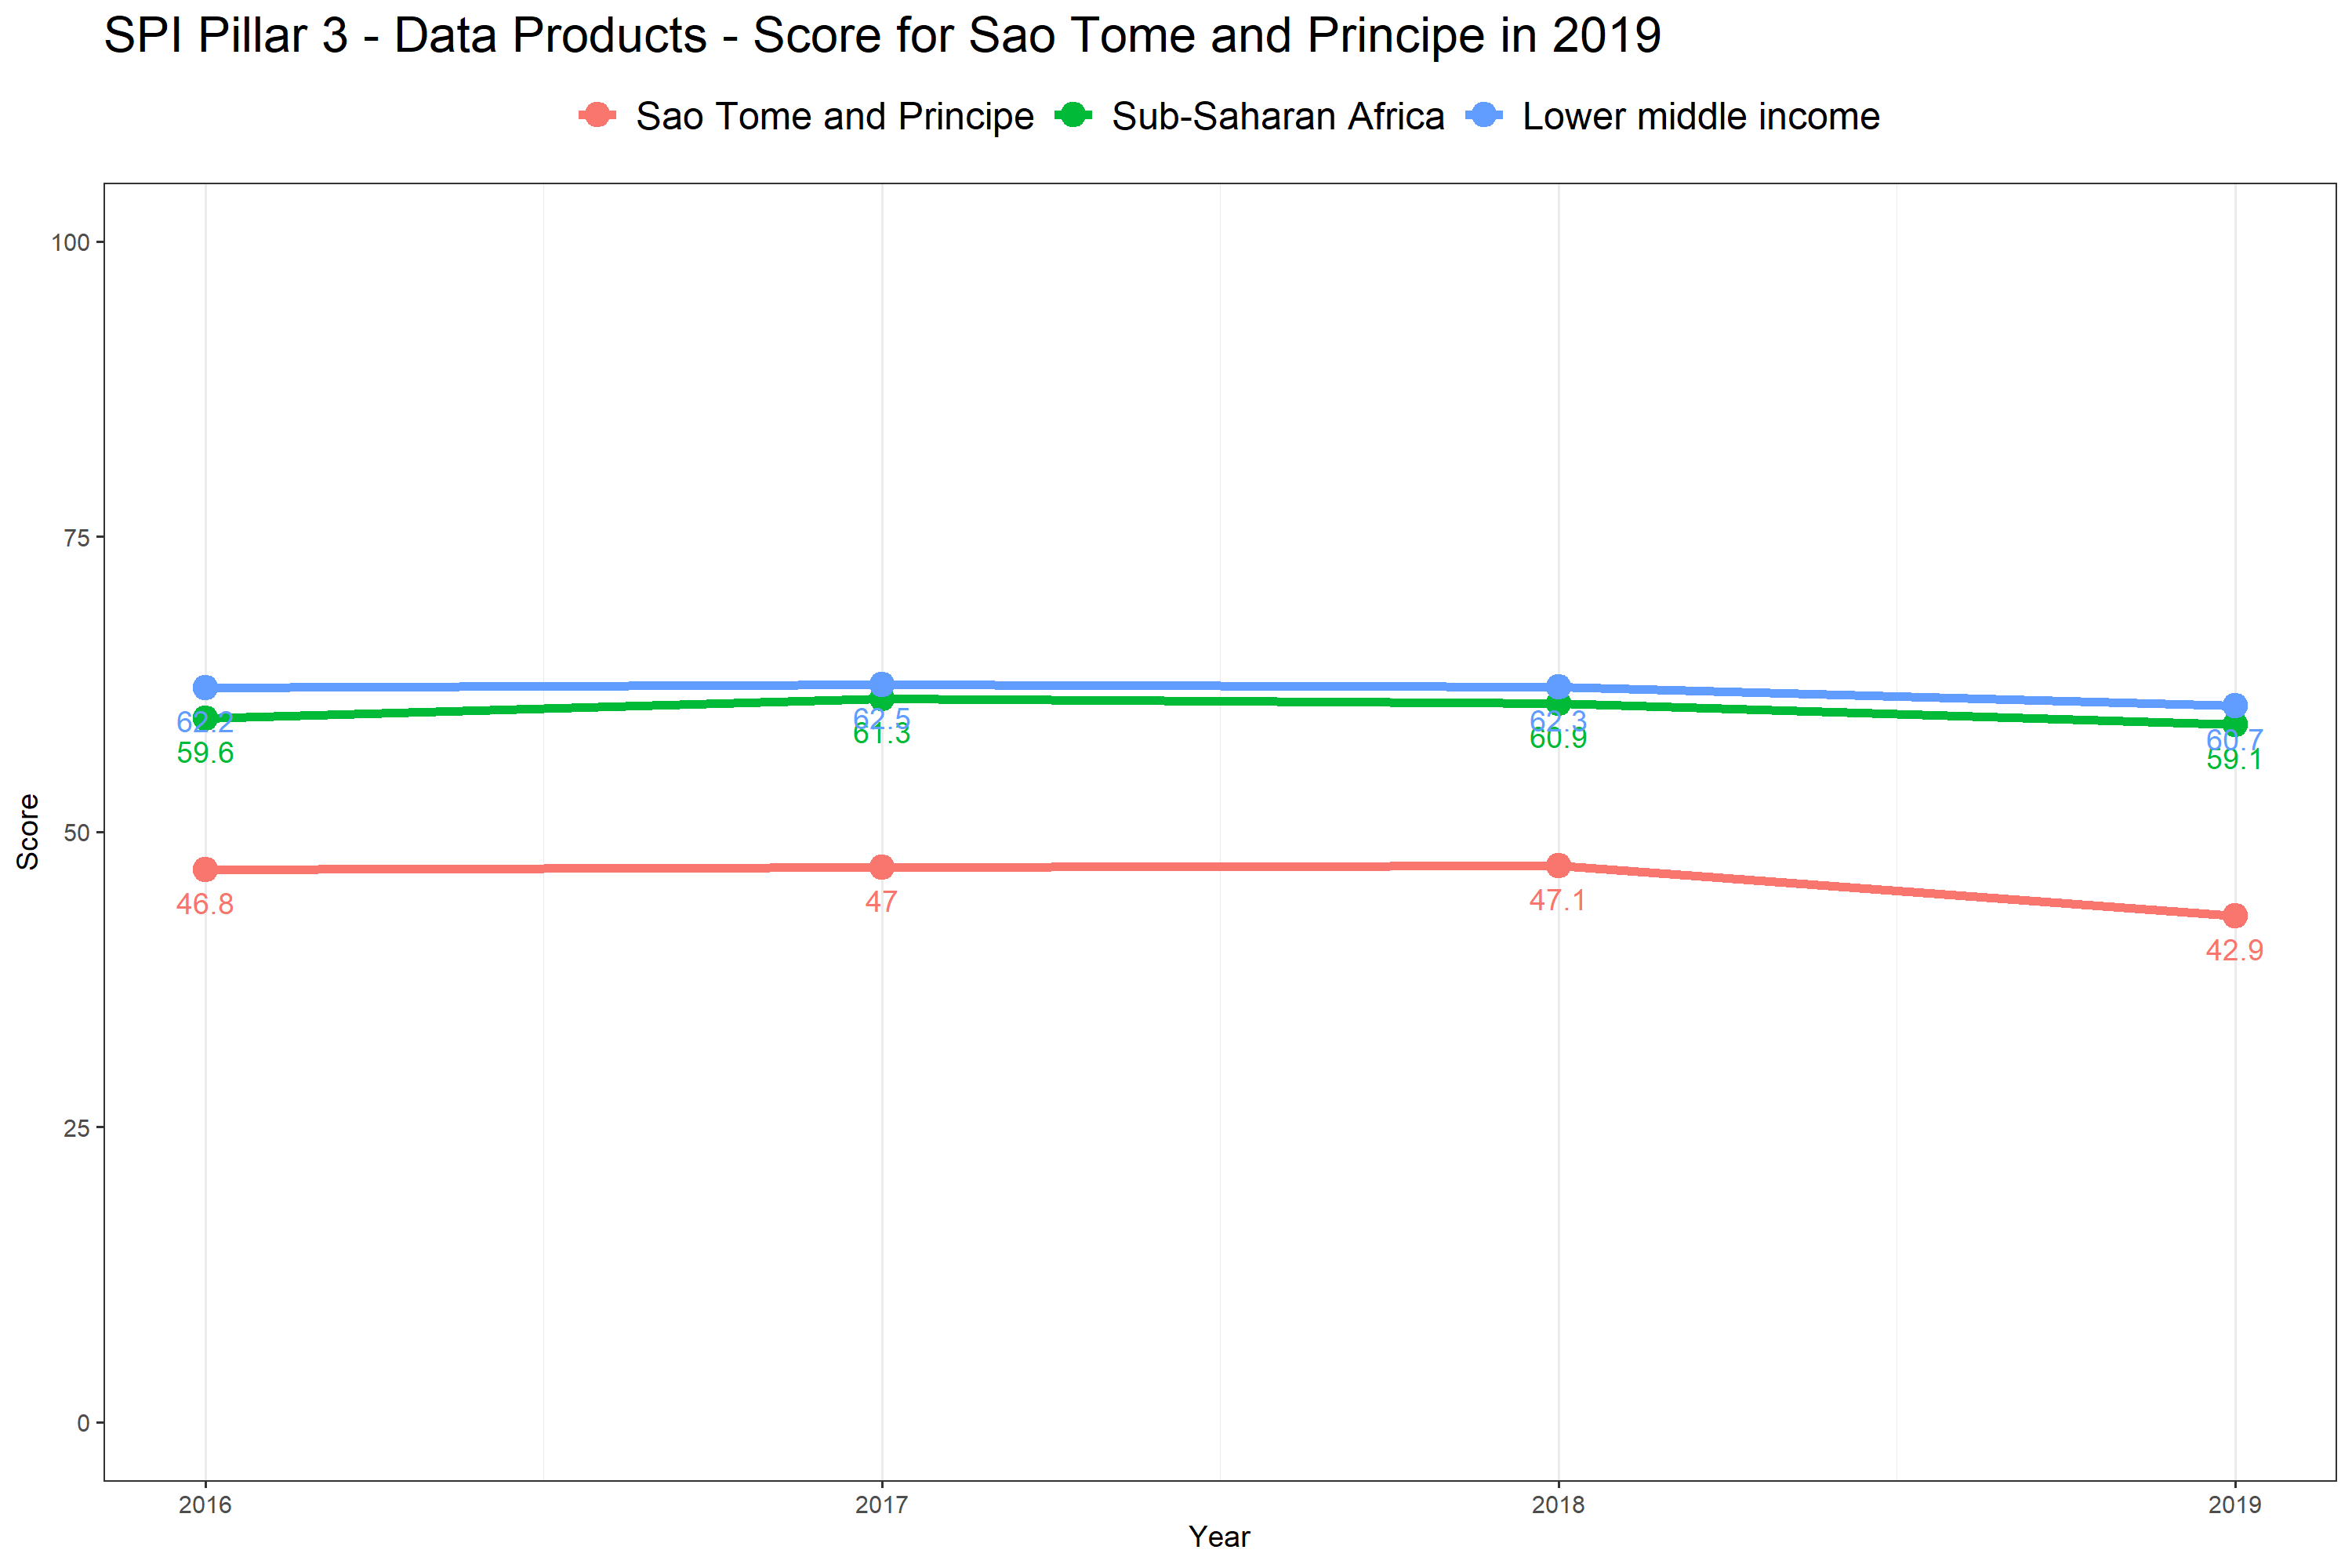 SPI Pillar 3 - Data Products - Score for Sao Tome and Principe in 2019
Sao Tome and Principe Sub-Saharan Africa Lower middle income
100
75
50
25
0
Score
62.2 62.5 62.3 60.7
59.6 61.3 60.9 59.1
46.8 47 47.1 42.9
2016 2017 2018 2019
Year